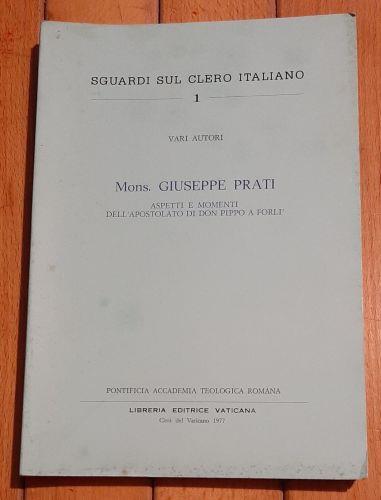 SGUARDI SUL CLERO ITALIANO
1
VARI AUTORI
Mons. GIUSEPPE PRATI
ASPETTI E MOMENTI
DELL'APOSTOLATO DI DON PIPPO A FORLI'
PONTIFICIA ACCADEMIA TEOLOGICA ROMANA
LIBRERIA EDITRICE VATICANA
Città del Vaticano 1977